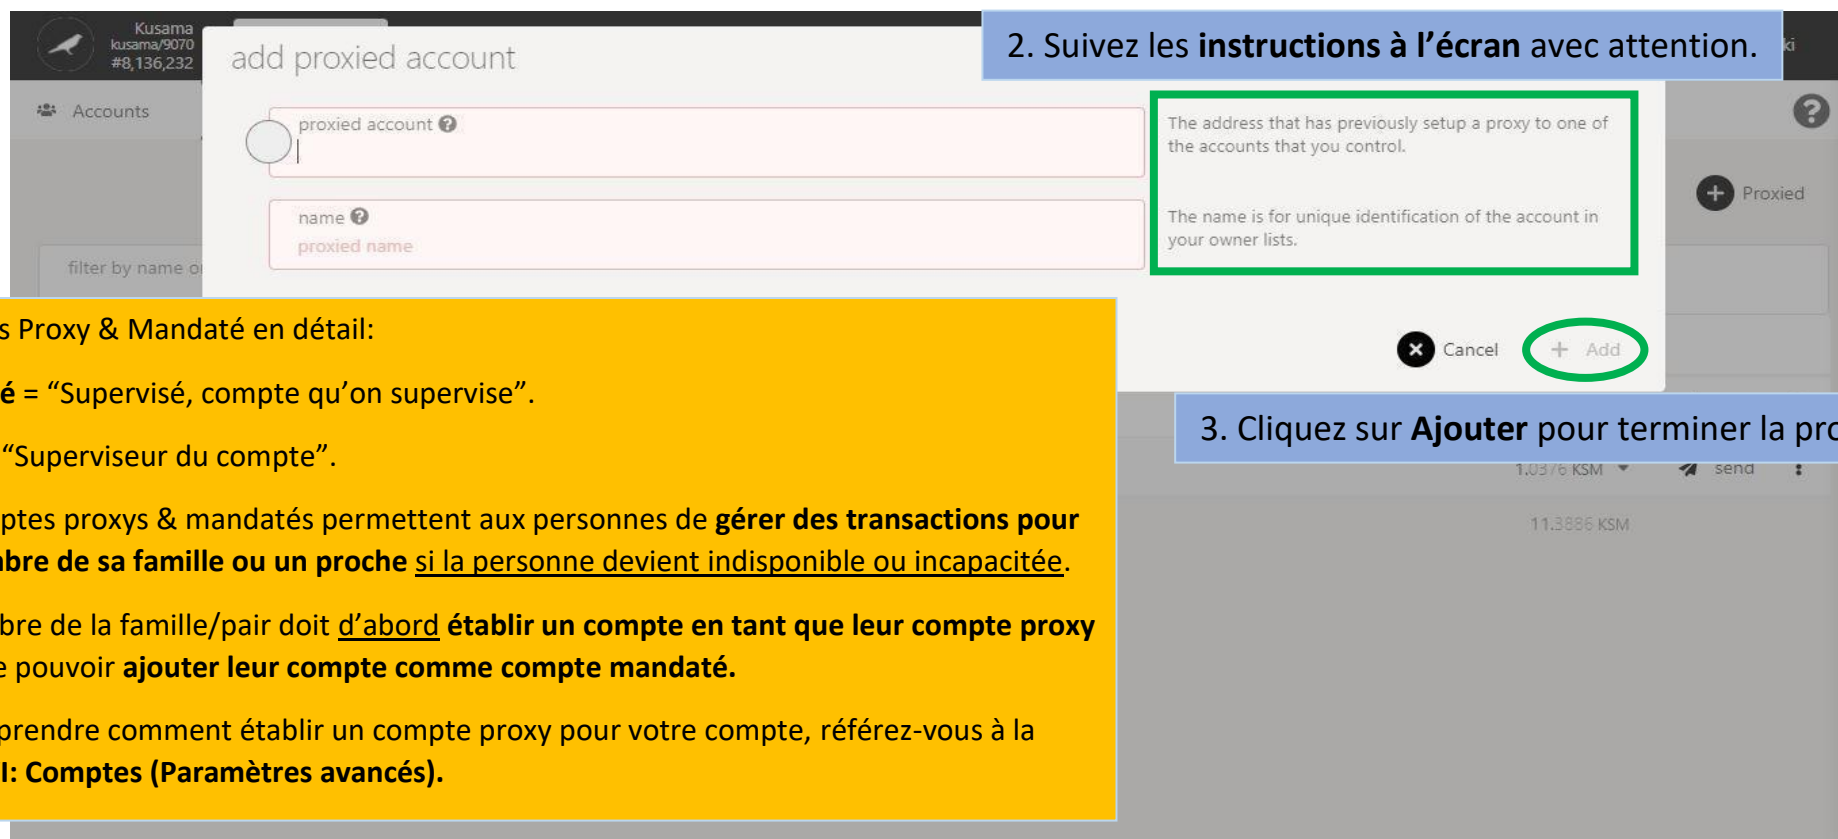 Kusama
kusama/9070
#8,136,232
add proxied account
2. Suivez les instructions à l’écran avec attention.
ki
Accounts
proxied account
The address that has previously setup a proxy to one of
the accounts that you control.
Proxied
name
proxied name
The name is for unique identification of the account in
your owner lists.
filter by name o
s Proxy & Mandaté en détail:
Cancel
Add
é = “Supervisé, compte qu’on supervise”.
3. Cliquez sur Ajouter pour terminer la pro
“Superviseur du compte”.
1.0376 KSM
send
ptes proxys & mandatés permettent aux personnes de gérer des transactions pour
11.3886 KSM
bre de sa famille ou un proche si la personne devient indisponible ou incapacitée.
bre de la famille/pair doit d’abord établir un compte en tant que leur compte proxy
e pouvoir ajouter leur compte comme compte mandaté.
prendre comment établir un compte proxy pour votre compte, référez-vous à la
I: Comptes (Paramètres avancés).